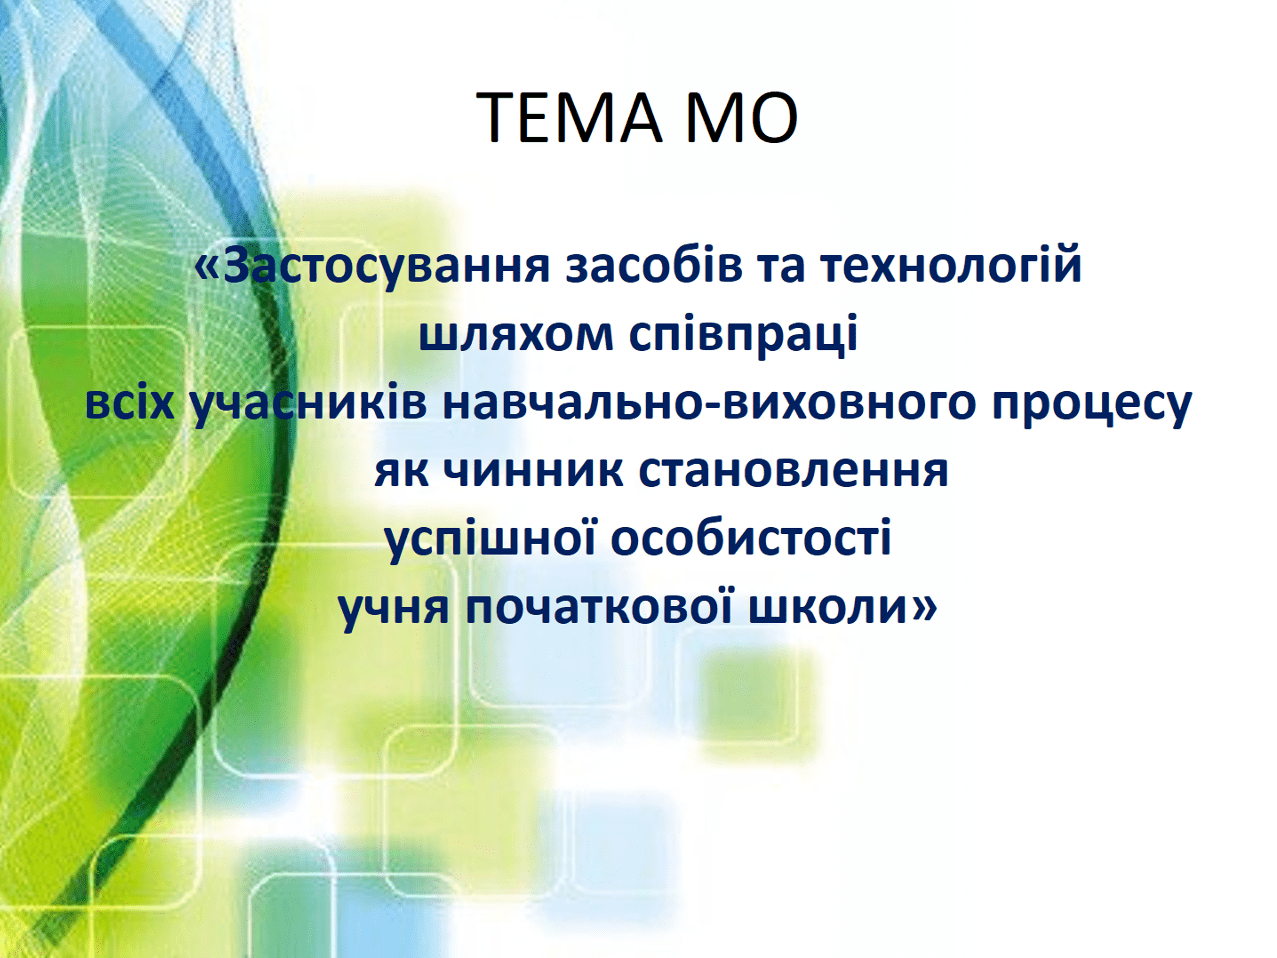 ТЕМА МО
«Застосування засобів та технологій
шляхом співпраці
всіх учасників навчально-виховного процесу
як чинник становлення
успішної особистості
учня початкової школи»